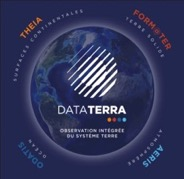 THEIA
SURFACES CONTINENTALES
FORM@TER
TERRE SOLIDE
DATA TERRA
OBSERVATION INTÉGRÉE
DU SYSTÈME TERRE
ODATIS
OCÉAN
AERIS
ATMOSPHÈRE